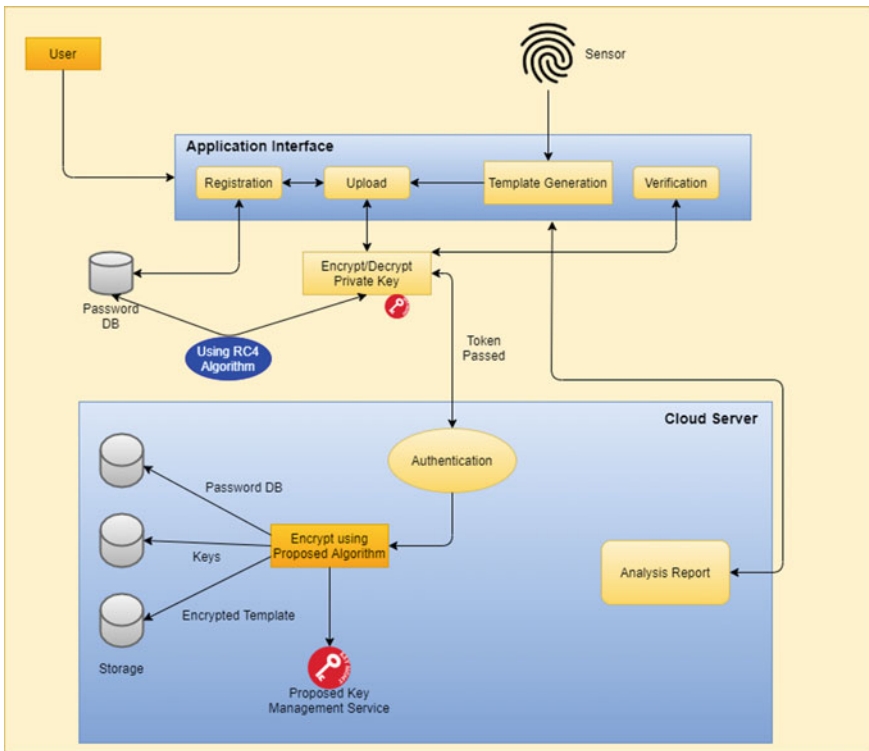 User
Sensor
Application Interface
Registration
Upload
Template Generation
Verification
Encrypt/Decrypt
Private Key
Password
DB
Using RC4
Algorithm
Token
Passed
Cloud Server
Authentication
Password DB
Encrypt using
Proposed Algorithm
Keys
Analysis Report
Encrypted Template
Storage
Proposed Key
Management Service